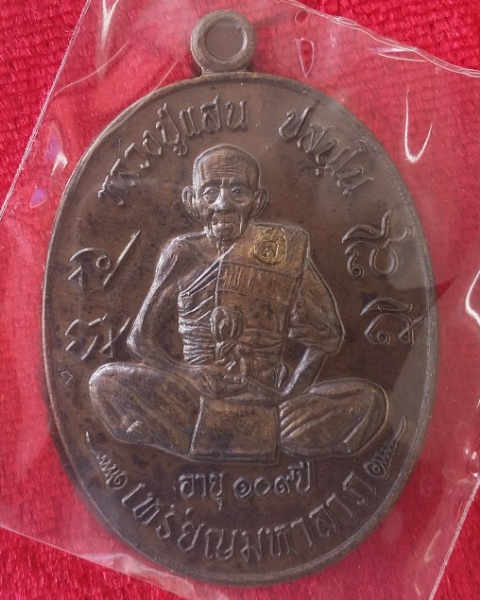 หลวงปู่แสน ปสนฺโน
อายุ ๑๐๙ ปี
เหรียญมหาลาภ